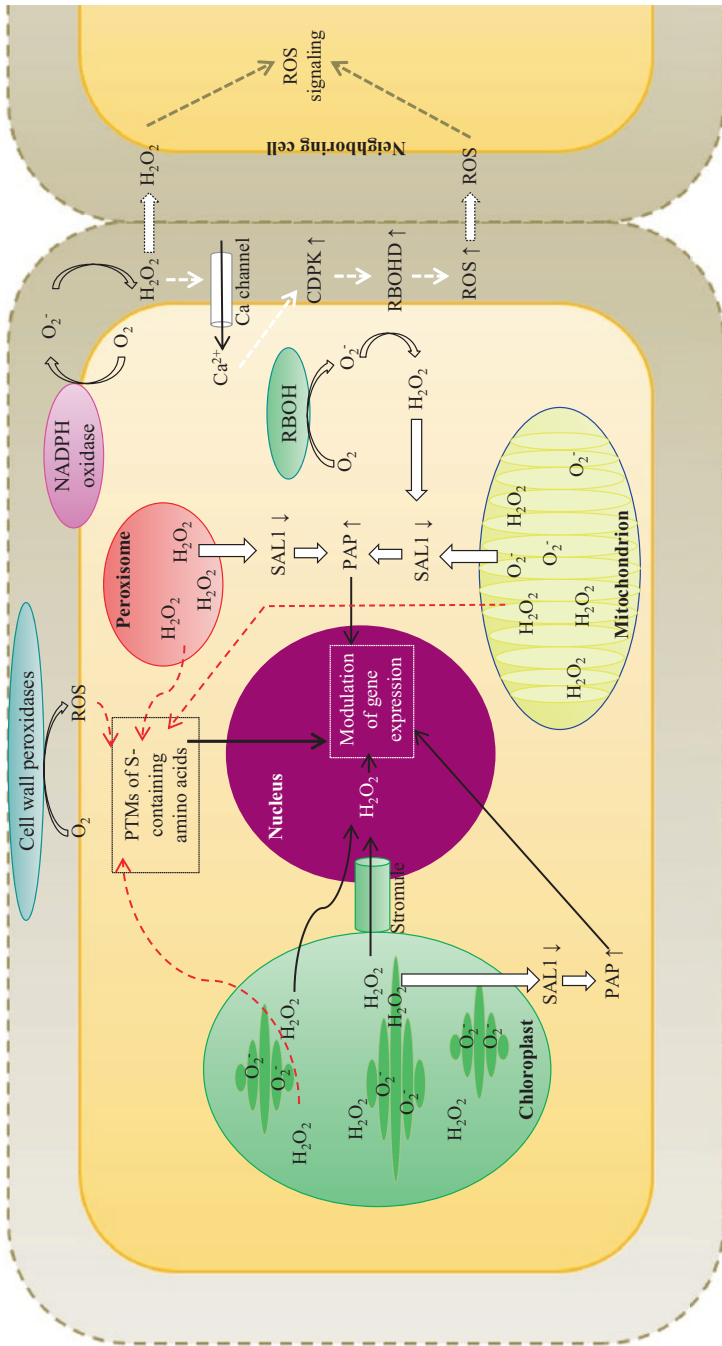 Cell wall peroxidases
O₂
ROS
PTMs of S-
containing
amino acids
NADPH
oxidase
O₂⁻
O₂
H₂O₂
H₂O₂
Ca channel
Ca²⁺
CDPK ↑
RBOHD ↑
ROS ↑
ROS
Neighboring cell
ROS
signaling
Peroxisome
H₂O₂
H₂O₂
H₂O₂
SAL1 ↓
PAP ↑
SAL1 ↓
RBOH
O₂
O₂⁻
H₂O₂
Nucleus
H₂O₂
Modulation
of gene
expression
Stromule
H₂O₂
O₂⁻
O₂⁻
H₂O₂
H₂O₂
H₂O₂
H₂O₂
O₂⁻
O₂⁻
H₂O₂
O₂⁻
O₂⁻
Chloroplast
SAL1 ↓
PAP ↑
H₂O₂
H₂O₂
H₂O₂
O₂⁻
O₂⁻
H₂O₂
O₂⁻
Mitochondrion